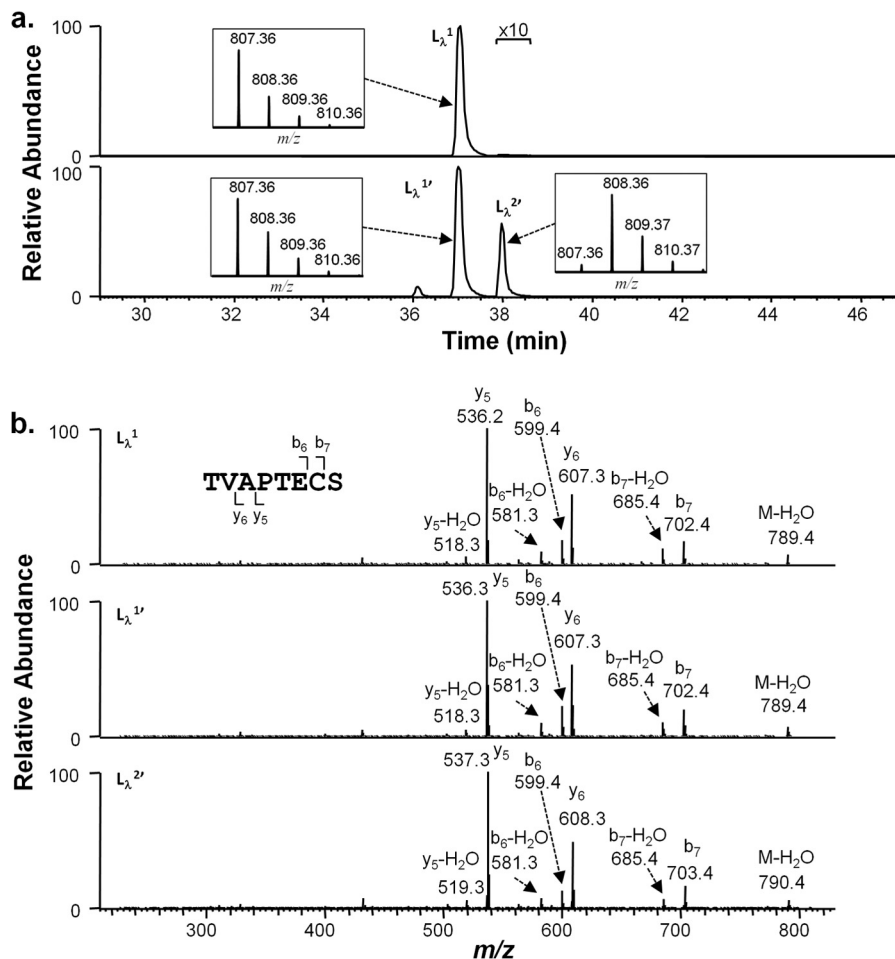 a.
Relative Abundance
100
0
807.36
808.36
809.36
810.36
m/z
Lλ1
x10
100
0
807.36
808.36
809.36
810.36
m/z
Lλ1'
Lλ2'
808.36
807.36
809.37
810.37
m/z
30 32 34 36 38 40 42 44 46
Time (min)
b.
Relative Abundance
Lλ1
100
0
b6 b7
TVAPTECS
y6 y5
y5
536.2
b6
599.4
y6
607.3
b6-H2O
581.3
y5-H2O
518.3
b7-H2O
685.4
b7
702.4
M-H2O
789.4
Lλ1'
100
0
536.3 y5
b6
599.4
y6
607.3
b6-H2O
581.3
y5-H2O
518.3
b7-H2O
685.4
b7
702.4
M-H2O
789.4
Lλ2'
100
0
537.3 y5
b6
599.4
y6
608.3
b6-H2O
581.3
y5-H2O
519.3
b7-H2O
685.4
b7
703.4
M-H2O
790.4
300 400 500 600 700 800
m/z